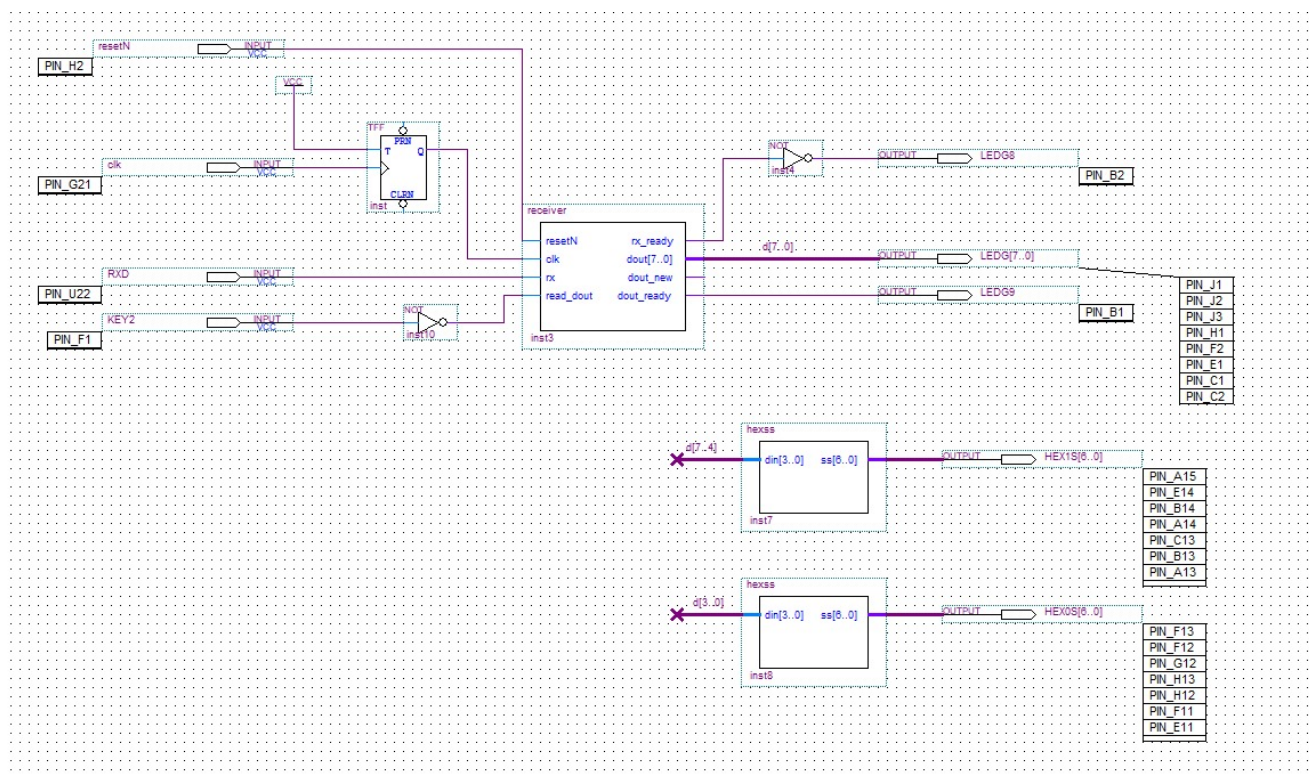 resetN
INPUT
VCC
PIN_H2
VCC
TFF
PRN
T
Q
CLRN
inst
clk
INPUT
VCC
PIN_G21
NOT
inst4
OUTPUT
LEDG8
PIN_B2
receiver
resetN
rx_ready
clk
dout[7..0]
rx
dout_new
read_dout
dout_ready
inst3
d[7..0]
OUTPUT
LEDG[7..0]
RXD
INPUT
VCC
PIN_U22
OUTPUT
LEDG9
PIN_B1
KEY2
INPUT
VCC
PIN_F1
NOT
inst10
PIN_J1
PIN_J2
PIN_J3
PIN_H1
PIN_F2
PIN_E1
PIN_C1
PIN_C2
d[7..4]
hexss
din[3..0]
ss[6..0]
inst7
OUTPUT
HEX1S[6..0]
PIN_A15
PIN_E14
PIN_B14
PIN_A14
PIN_C13
PIN_B13
PIN_A13
d[3..0]
hexss
din[3..0]
ss[6..0]
inst8
OUTPUT
HEX0S[6..0]
PIN_F13
PIN_F12
PIN_G12
PIN_H13
PIN_H12
PIN_F11
PIN_E11